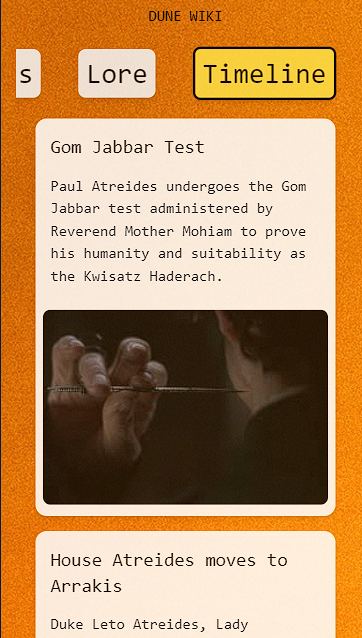 DUNE WIKI
s Lore Timeline
Gom Jabbar Test
Paul Atreides undergoes the Gom
Jabbar test administered by
Reverend Mother Mohiam to prove
his humanity and suitability as
the Kwisatz Haderach.
House Atreides moves to
Arrakis
Duke Leto Atreides, Lady